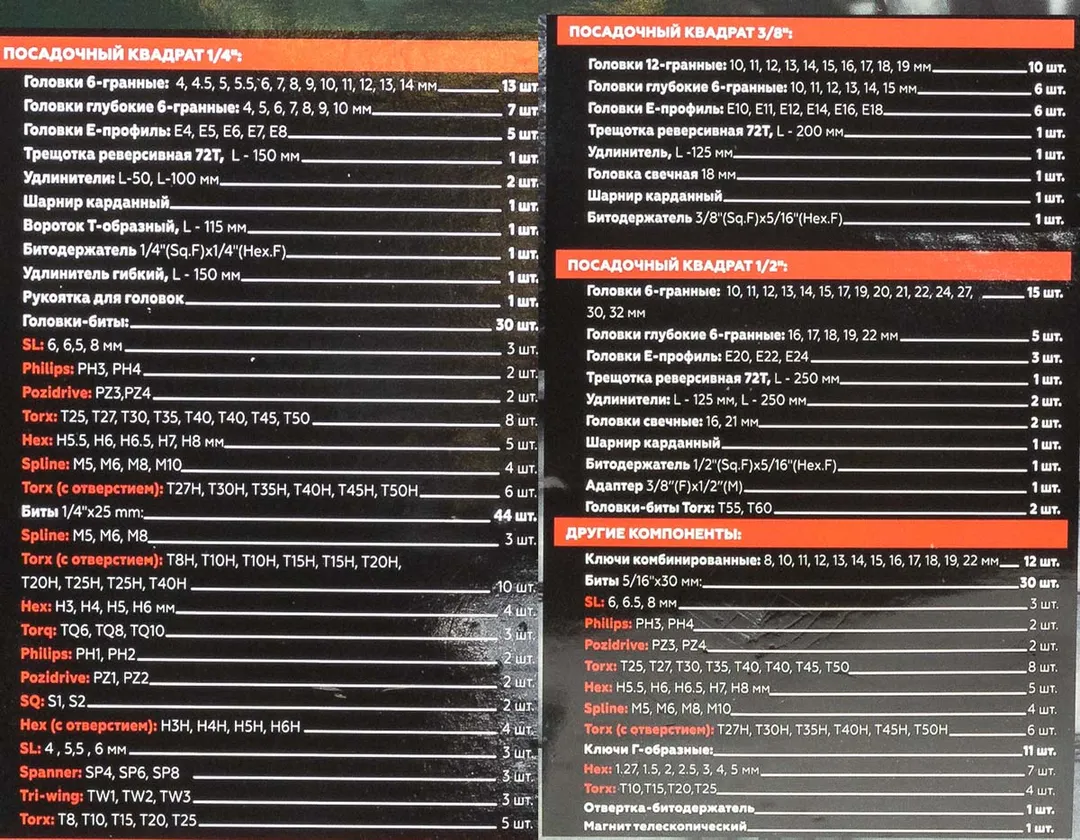 ПОСАДОЧНЫЙ КВАДРАТ 1/4":
Головки 6-гранные: 4, 4.5, 5, 5.5, 6, 7, 8, 9, 10, 11, 12, 13, 14 мм 13 шт
Головки глубокие 6-гранные: 4, 5, 6, 7, 8, 9, 10 мм 7 шт
Головки Е-профиль: E4, E5, E6, E7, E8 5 шт.
Трещотка реверсивная 72Т, L - 150 мм 1 шт.
Удлинители: L-50, L-100 мм 2 шт.
Шарнир карданный 1 шт.
Вороток Т-образный, L - 115 мм 1 шт.
Битодержатель 1/4"(Sq.F)x1/4"(Hex.F) 1 шт.
Удлинитель гибкий, L - 150 мм 1 шт.
Рукоятка для головок 1 шт.
Головки-биты: 30 шт.
SL: 6, 6,5, 8 мм 3 шт.
Philips: PH3, PH4 2 шт.
Pozidrive: PZ3,PZ4 2 шт.
Torx: T25, T27, T30, T35, T40, T40, T45, T50 8 шт.
Hex: H5.5, H6, H6.5, H7, H8 мм 5 шт.
Spline: M5, M6, M8, M10 4 шт.
Torx (с отверстием): T27H, T30H, T35H, T40H, T45H, T50H 6 шт.
Биты 1/4"x25 mm: 44 шт.
Spline: M5, M6, M8 3 шт.
Torx (с отверстием): T8H, T10H, T10H, T15H, T15H, T20H,
T20H, T25H, T25H, T40H 10 шт.
Hex: H3, H4, H5, H6 мм 4 шт.
Torq: TQ6, TQ8, TQ10 3 шт.
Philips: PH1, PH2 2 шт.
Pozidrive: PZ1, PZ2 2 шт.
SQ: S1, S2 2 шт.
Hex (с отверстием): H3H, H4H, H5H, H6H 4 шт.
SL: 4 , 5,5 , 6 мм 3 шт.
Spanner: SP4, SP6, SP8 3 шт.
Tri-wing: TW1, TW2, TW3 3 шт.
Torx: T8, T10, T15, T20, T25 5 шт.
ПОСАДОЧНЫЙ КВАДРАТ 3/8":
Головки 12-гранные: 10, 11, 12, 13, 14, 15, 16, 17, 18, 19 мм 10 шт.
Головки глубокие 6-гранные: 10, 11, 12, 13, 14, 15 мм 6 шт.
Головки Е-профиль: E10, E11, E12, E14, E16, E18 6 шт.
Трещотка реверсивная 72Т, L - 200 мм 1 шт.
Удлинитель, L -125 мм 1 шт.
Головка свечная 18 мм 1 шт.
Шарнир карданный 1 шт.
Битодержатель 3/8"(Sq.F)x5/16"(Hex.F) 1 шт.
ПОСАДОЧНЫЙ КВАДРАТ 1/2":
Головки 6-гранные: 10, 11, 12, 13, 14, 15, 17, 19, 20, 21, 22, 24, 27, 15 шт.
30, 32 мм
Головки глубокие 6-гранные: 16, 17, 18, 19, 22 мм 5 шт.
Головки Е-профиль: E20, E22, E24 3 шт.
Трещотка реверсивная 72Т, L - 250 мм 1 шт.
Удлинители: L - 125 мм, L - 250 мм 2 шт.
Головки свечные: 16, 21 мм 2 шт.
Шарнир карданный 1 шт.
Битодержатель 1/2"(Sq.F)x5/16"(Hex.F) 1 шт.
Адаптер 3/8"(F)x1/2"(M) 1 шт.
Головки-биты Torx: T55, T60 2 шт.
ДРУГИЕ КОМПОНЕНТЫ:
Ключи комбинированные: 8, 10, 11, 12, 13, 14, 15, 16, 17, 18, 19, 22 мм 12 шт.
Биты 5/16"x30 мм: 30 шт.
SL: 6, 6.5, 8 мм 3 шт.
Philips: PH3, PH4 2 шт.
Pozidrive: PZ3, PZ4 2 шт.
Torx: T25, T27, T30, T35, T40, T40, T45, T50 8 шт.
Hex: H5.5, H6, H6.5, H7, H8 мм 5 шт.
Spline: M5, M6, M8, M10 4 шт.
Torx (с отверстием): T27H, T30H, T35H, T40H, T45H, T50H 6 шт.
Ключи Г-образные: 11 шт.
Hex: 1.27, 1.5, 2, 2.5, 3, 4, 5 мм 7 шт.
Torx: T10,T15,T20,T25 4 шт.
Отвертка-битодержатель 1 шт.
Магнит телескопический 1 шт.